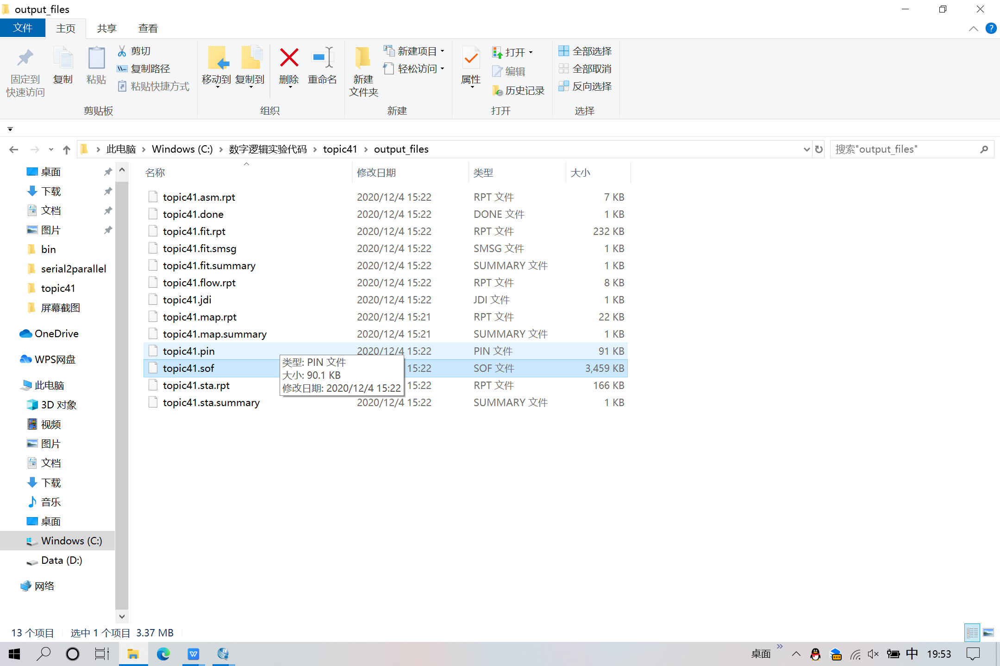 output_files
文件 主页 共享 查看
固定到
快速访问
复制
粘贴
剪切
复制路径
粘贴快捷方式
剪贴板
移动到
复制到
删除
重命名
组织
新建
文件夹
新建项目
轻松访问
新建
属性
打开
编辑
历史记录
打开
全部选择
全部取消
反向选择
选择
此电脑 Windows (C:) 数字逻辑实验代码 topic41 output_files
搜索"output_files"
桌面
下载
文档
图片
bin
serial2parallel
topic41
屏幕截图
OneDrive
WPS网盘
此电脑
3D 对象
视频
图片
文档
下载
音乐
桌面
Windows (C:)
Data (D:)
网络
名称 修改日期 类型 大小
topic41.asm.rpt 2020/12/4 15:22 RPT 文件 7 KB
topic41.done 2020/12/4 15:22 DONE 文件 1 KB
topic41.fit.rpt 2020/12/4 15:22 RPT 文件 232 KB
topic41.fit.smsg 2020/12/4 15:22 SMSG 文件 1 KB
topic41.fit.summary 2020/12/4 15:22 SUMMARY 文件 1 KB
topic41.flow.rpt 2020/12/4 15:22 RPT 文件 8 KB
topic41.jdi 2020/12/4 15:22 JDI 文件 1 KB
topic41.map.rpt 2020/12/4 15:21 RPT 文件 22 KB
topic41.map.summary 2020/12/4 15:21 SUMMARY 文件 1 KB
topic41.pin 2020/12/4 15:22 PIN 文件 91 KB
topic41.sof 15:22 SOF 文件 3,459 KB
topic41.sta.rpt 15:22 RPT 文件 166 KB
topic41.sta.summary 2020/12/4 15:22 SUMMARY 文件 1 KB
类型: PIN 文件
大小: 90.1 KB
修改日期: 2020/12/4 15:22
13 个项目 选中 1 个项目 3.37 MB
桌面 中 19:53